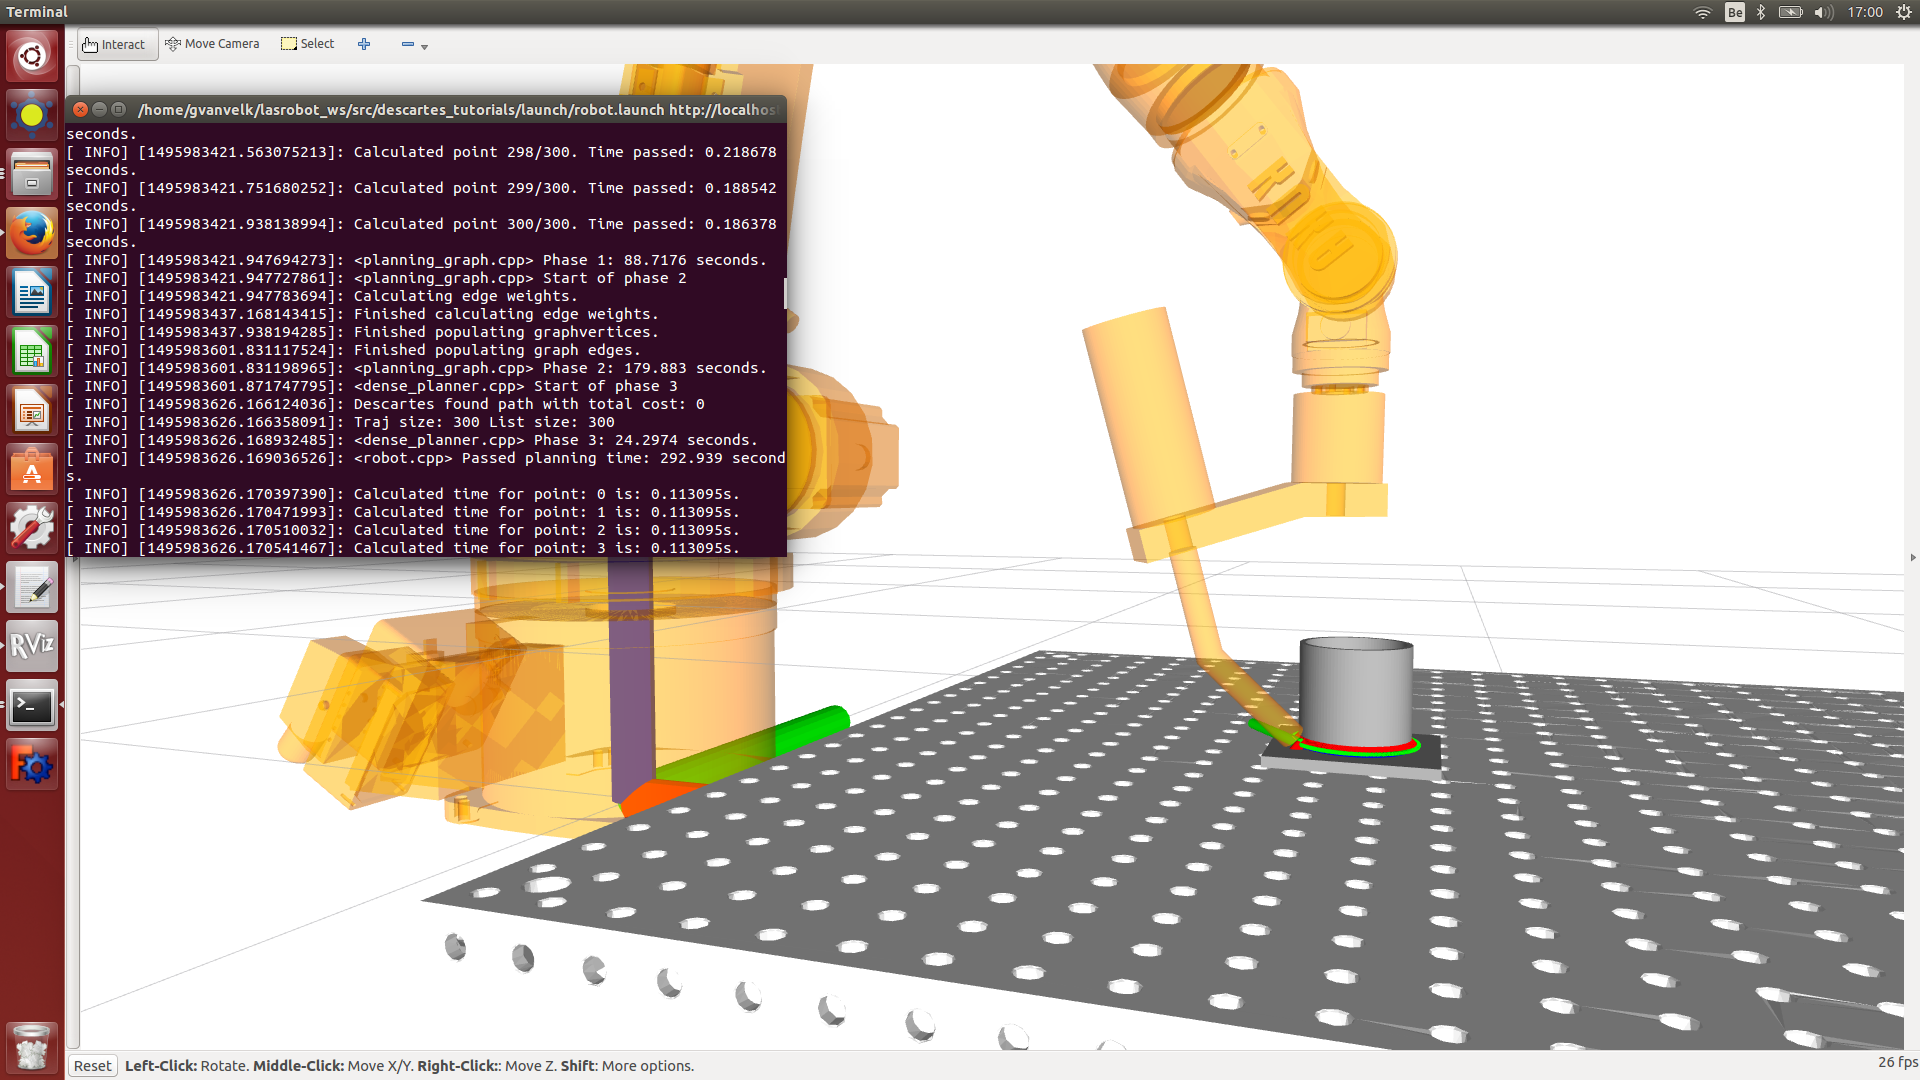 Terminal
Be
17:00
Interact
Move Camera
Select
/home/gvanvelk/lasrobot_ws/src/descartes_tutorials/launch/robot.launch http://localhos
seconds.
[ INFO] [1495983421.563075213]: Calculated point 298/300. Time passed: 0.218678
seconds.
[ INFO] [1495983421.751680252]: Calculated point 299/300. Time passed: 0.188542
seconds.
[ INFO] [1495983421.938138994]: Calculated point 300/300. Time passed: 0.186378
seconds.
[ INFO] [1495983421.947694273]: <planning_graph.cpp> Phase 1: 88.7176 seconds.
[ INFO] [1495983421.947727861]: <planning_graph.cpp> Start of phase 2
[ INFO] [1495983421.947783694]: Calculating edge weights.
[ INFO] [1495983437.168143415]: Finished calculating edge weights.
[ INFO] [1495983437.938194285]: Finished populating graphvertices.
[ INFO] [1495983601.831117524]: Finished populating graph edges.
[ INFO] [1495983601.831198965]: <planning_graph.cpp> Phase 2: 179.883 seconds.
[ INFO] [1495983601.871747795]: <dense_planner.cpp> Start of phase 3
[ INFO] [1495983626.166124036]: Descartes found path with total cost: 0
[ INFO] [1495983626.166358091]: Traj size: 300 List size: 300
[ INFO] [1495983626.168932485]: <dense_planner.cpp> Phase 3: 24.2974 seconds.
[ INFO] [1495983626.169036526]: <robot.cpp> Passed planning time: 292.939 second
s.
[ INFO] [1495983626.170397390]: Calculated time for point: 0 is: 0.113095s.
[ INFO] [1495983626.170471993]: Calculated time for point: 1 is: 0.113095s.
[ INFO] [1495983626.170510032]: Calculated time for point: 2 is: 0.113095s.
[ INFO] [1495983626.170541467]: Calculated time for point: 3 is: 0.113095s.
RViz
>_
Reset
Left-Click: Rotate. Middle-Click: Move X/Y. Right-Click:: Move Z. Shift: More options.
26 fps